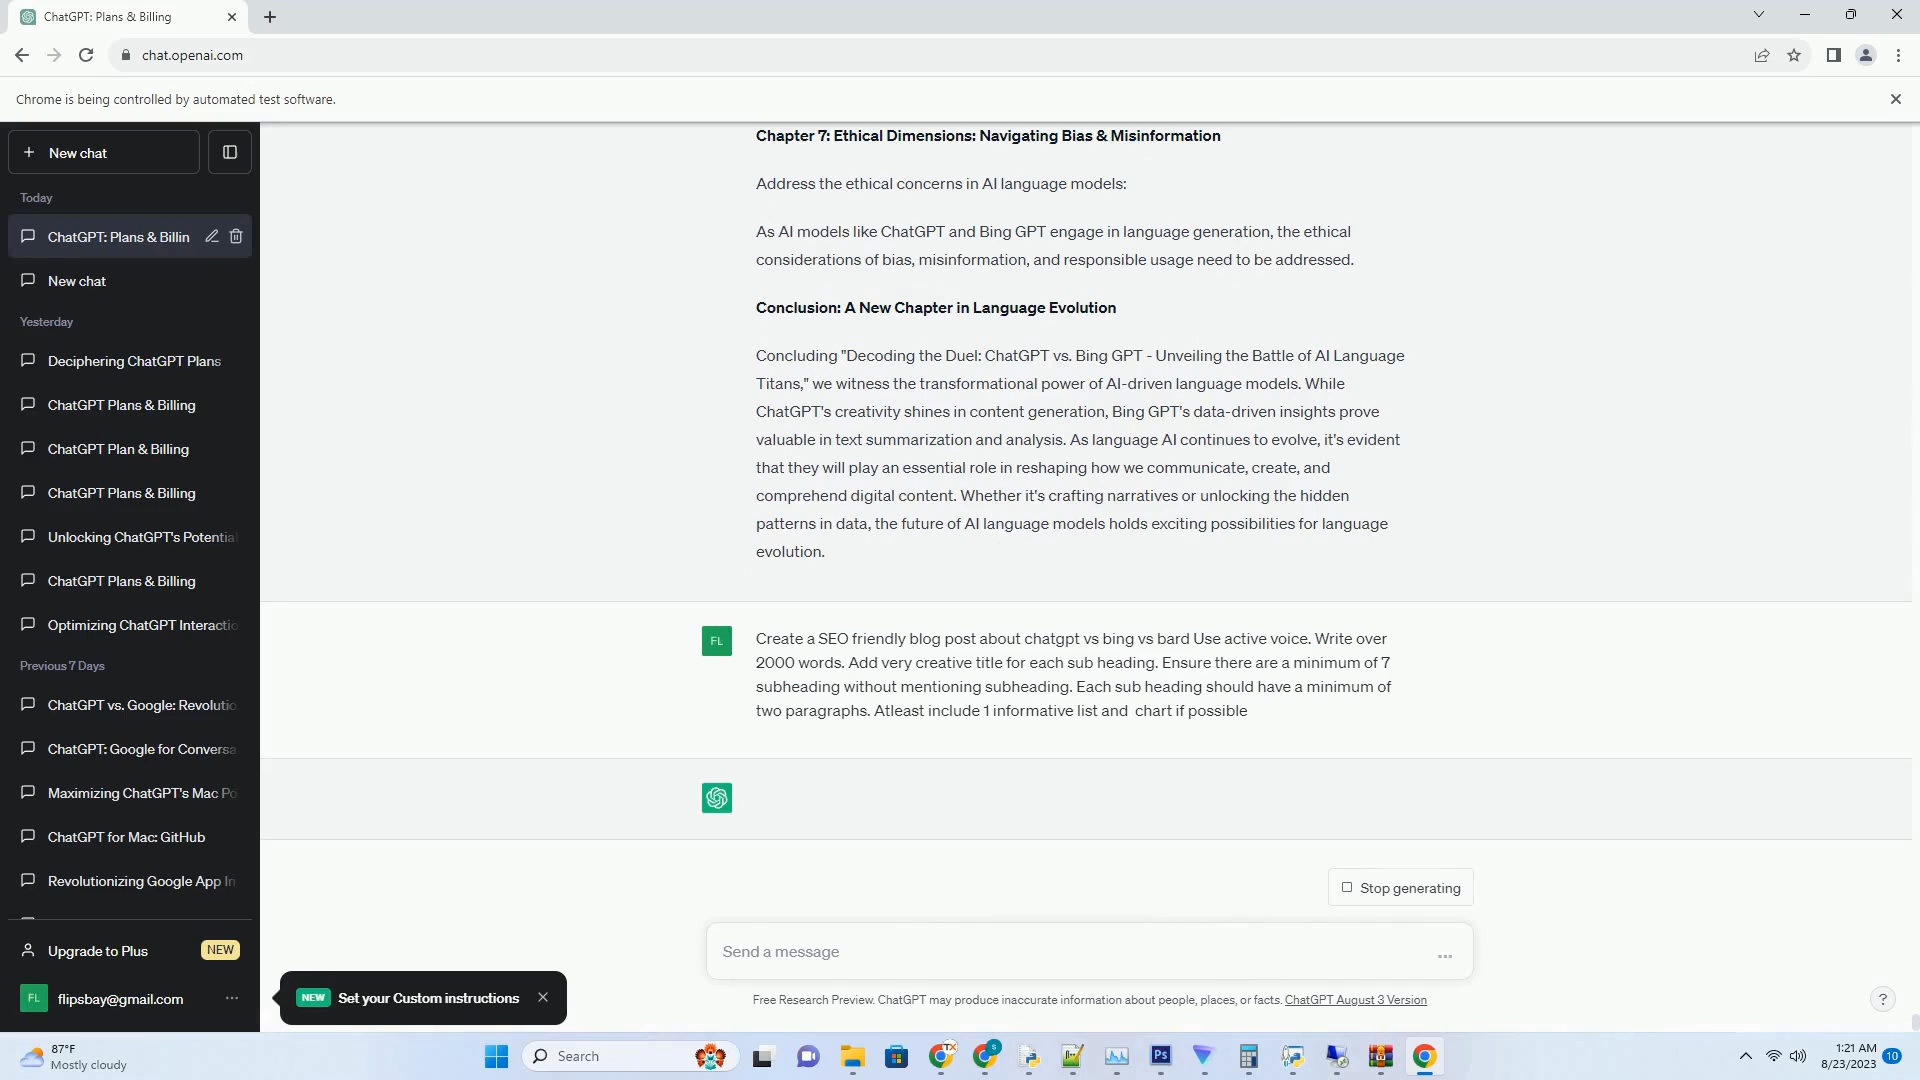 ChatGPT: Plans & Billing
chat.openai.com
Chrome is being controlled by automated test software.
New chat
Today
ChatGPT: Plans & Billin
New chat
Yesterday
Deciphering ChatGPT Plans
ChatGPT Plans & Billing
ChatGPT Plan & Billing
ChatGPT Plans & Billing
Unlocking ChatGPT's Potential
ChatGPT Plans & Billing
Optimizing ChatGPT Interactio
Previous 7 Days
ChatGPT vs. Google: Revolutio
ChatGPT: Google for Conversa
Maximizing ChatGPT's Mac Po
ChatGPT for Mac: GitHub
Revolutionizing Google App In
Upgrade to Plus
NEW
FL
flipsbay@gmail.com
Chapter 7: Ethical Dimensions: Navigating Bias & Misinformation
Address the ethical concerns in AI language models:
As AI models like ChatGPT and Bing GPT engage in language generation, the ethical
considerations of bias, misinformation, and responsible usage need to be addressed.
Conclusion: A New Chapter in Language Evolution
Concluding "Decoding the Duel: ChatGPT vs. Bing GPT - Unveiling the Battle of AI Language
Titans," we witness the transformational power of AI-driven language models. While
ChatGPT's creativity shines in content generation, Bing GPT's data-driven insights prove
valuable in text summarization and analysis. As language AI continues to evolve, it's evident
that they will play an essential role in reshaping how we communicate, create, and
comprehend digital content. Whether it's crafting narratives or unlocking the hidden
patterns in data, the future of AI language models holds exciting possibilities for language
evolution.
FL
Create a SEO friendly blog post about chatgpt vs bing vs bard Use active voice. Write over
2000 words. Add very creative title for each sub heading. Ensure there are a minimum of 7
subheading without mentioning subheading. Each sub heading should have a minimum of
two paragraphs. Atleast include 1 informative list and  chart if possible
Stop generating
Send a message
NEW
Set your Custom instructions
Free Research Preview. ChatGPT may produce inaccurate information about people, places, or facts. ChatGPT August 3 Version
?
87°F
Mostly cloudy
Search
TX
S
Ps
1:21 AM
8/23/2023
10